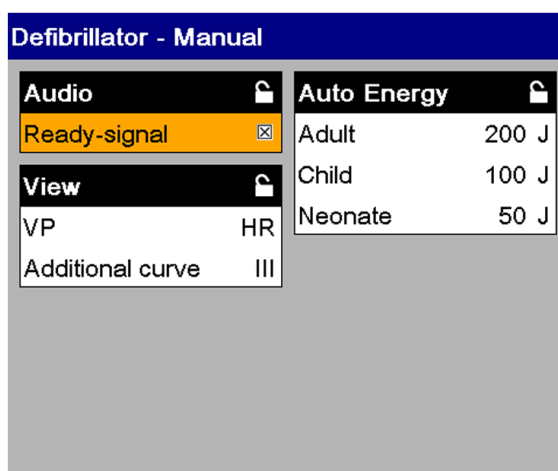 Defibrillator - Manual
Audio
Ready-signal
View
VP HR
Additional curve III
Auto Energy
Adult 200 J
Child 100 J
Neonate 50 J